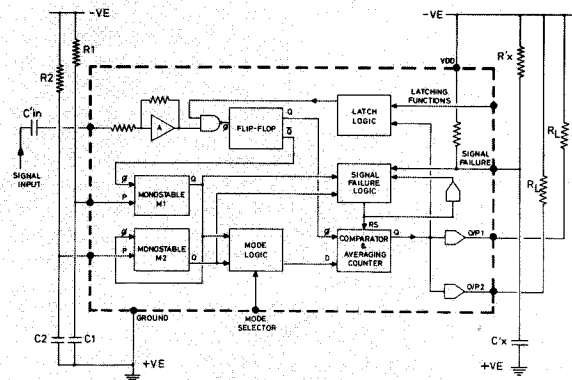 -VE
-VE
R1
R2
VDD
R'x
C'in
LATCHING FUNCTIONS
LATCH LOGIC
A
Ø
FLIP-FLOP
Q
Q̅
SIGNAL INPUT
SIGNAL FAILURE
RL
RL
Ø
P
MONOSTABLE M1
Q
SIGNAL FAILURE LOGIC
RS
Ø
P
MONOSTABLE M2
Q
MODE LOGIC
Ø
D
COMPARATOR & AVERAGING COUNTER
Q
O/P1
O/P2
GROUND
MODE SELECTOR
C2
C1
+VE
C'x
+VE